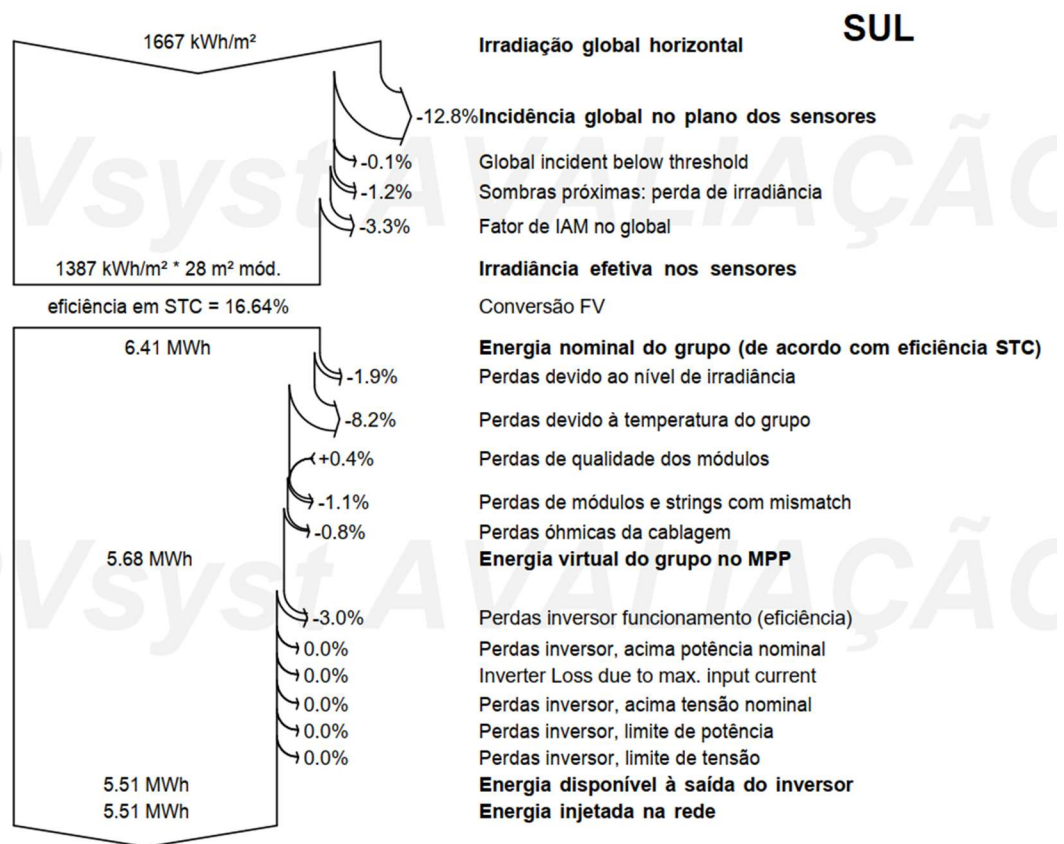 SUL
1667 kWh/m² Irradiação global horizontal
-12.8% Incidência global no plano dos sensores
-0.1% Global incident below threshold
-1.2% Sombras próximas: perda de irradiância
-3.3% Fator de IAM no global
1387 kWh/m² * 28 m² mód. Irradiância efetiva nos sensores
eficiência em STC = 16.64% Conversão FV
6.41 MWh Energia nominal do grupo (de acordo com eficiência STC)
-1.9% Perdas devido ao nível de irradiância
-8.2% Perdas devido à temperatura do grupo
+0.4% Perdas de qualidade dos módulos
-1.1% Perdas de módulos e strings com mismatch
-0.8% Perdas óhmicas da cablagem
5.68 MWh Energia virtual do grupo no MPP
-3.0% Perdas inversor funcionamento (eficiência)
0.0% Perdas inversor, acima potência nominal
0.0% Inverter Loss due to max. input current
0.0% Perdas inversor, acima tensão nominal
0.0% Perdas inversor, limite de potência
0.0% Perdas inversor, limite de tensão
5.51 MWh Energia disponível à saída do inversor
5.51 MWh Energia injetada na rede
Vsyst AVALIAÇÃO
Vsyst AVALIAÇÃO